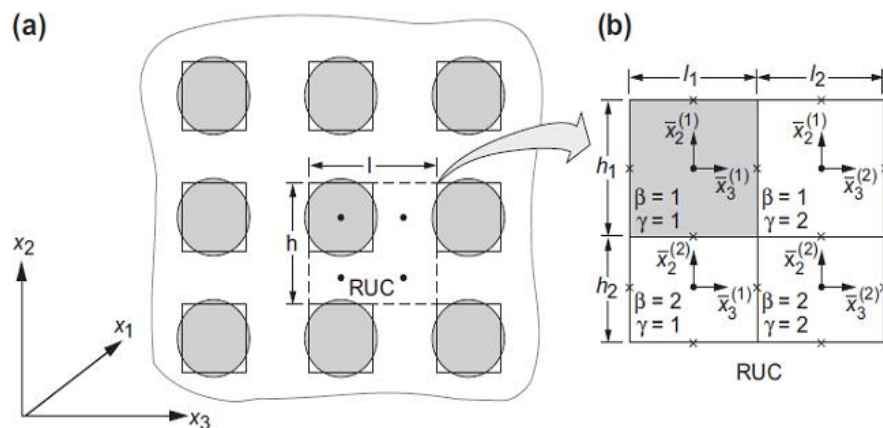 (a)
l
h
RUC
x₂
x₁
x₃
(b)
l₁ l₂
h₁
x̄₂⁽¹⁾ x̄₂⁽¹⁾
x̄₃⁽¹⁾ x̄₃⁽²⁾
β = 1 β = 1
γ = 1 γ = 2
h₂
x̄₂⁽²⁾ x̄₂⁽²⁾
x̄₃⁽¹⁾ x̄₃⁽²⁾
β = 2 β = 2
γ = 1 γ = 2
RUC